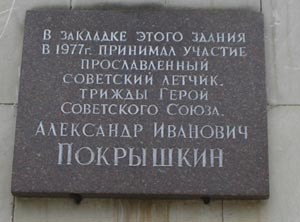 В ЗАКЛАДКЕ ЭТОГО ЗДАНИЯ
В 1977г. ПРИНИМАЛ УЧАСТИЕ
ПРОСЛАВЛЕННЫЙ
СОВЕТСКИЙ ЛЕТЧИК.
ТРИЖДЫ ГЕРОЙ
СОВЕТСКОГО СОЮЗА.
АЛЕКСАНДР ИВАНОВИЧ
ПОКРЫШКИН